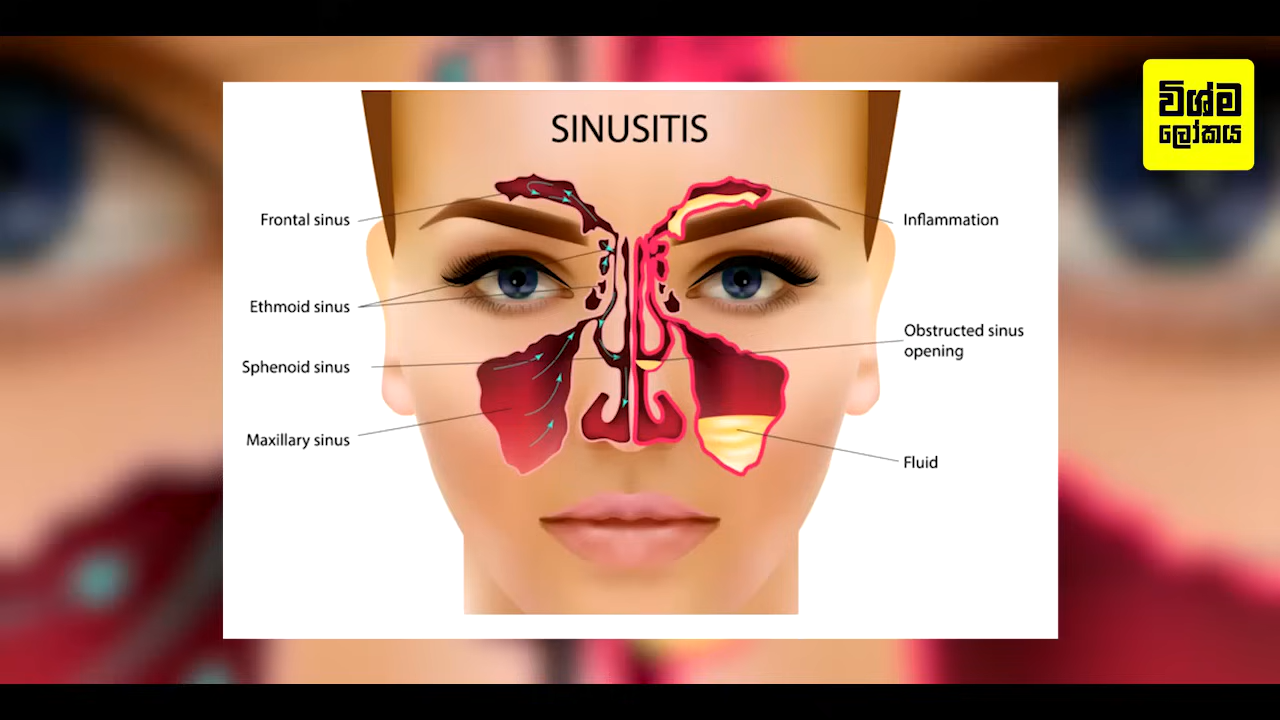 විශ්ම
ලෝකය
SINUSITIS
Frontal sinus
Ethmoid sinus
Sphenoid sinus
Maxillary sinus
Inflammation
Obstructed sinus
opening
Fluid